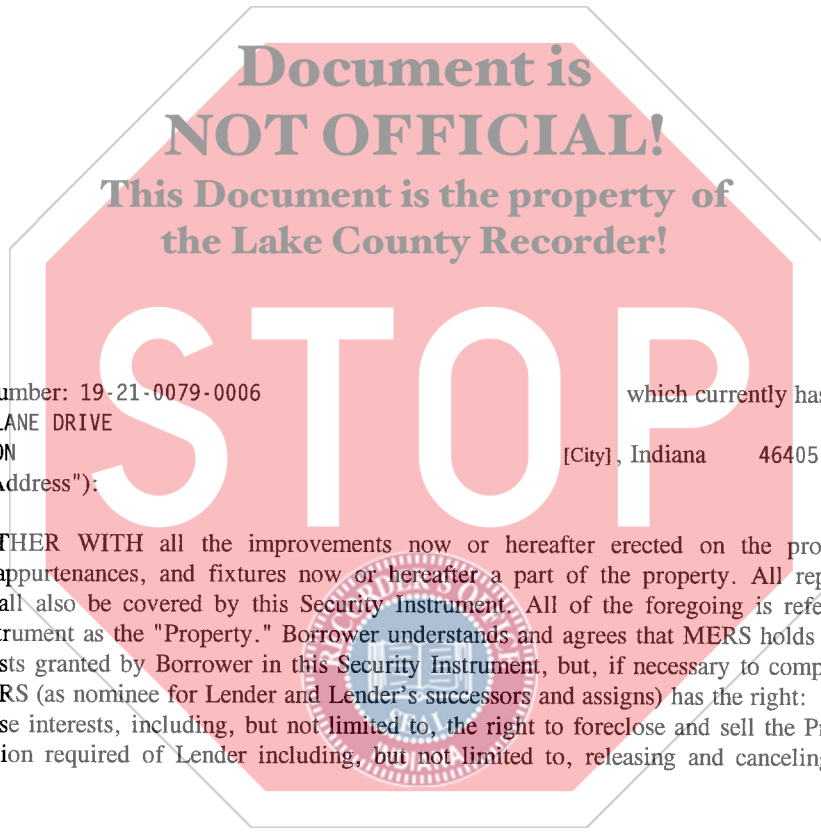 Document is
NOT OFFICIAL!
This Document is the property of
the Lake County Recorder!
STOP
umber: 19-21-0079-0006 which currently has
LANE DRIVE
ON [City], Indiana 46405
Address"):
THER WITH all the improvements now or hereafter erected on the pro
appurtenances, and fixtures now or hereafter a part of the property. All rep
all also be covered by this Security Instrument. All of the foregoing is refe
trument as the "Property." Borrower understands and agrees that MERS holds
sts granted by Borrower in this Security Instrument, but, if necessary to comp
RS (as nominee for Lender and Lender's successors and assigns) has the right:
se interests, including, but not limited to, the right to foreclose and sell the Pr
ion required of Lender including, but not limited to, releasing and canceling
RECORDER'S OFFICE
INDIANA